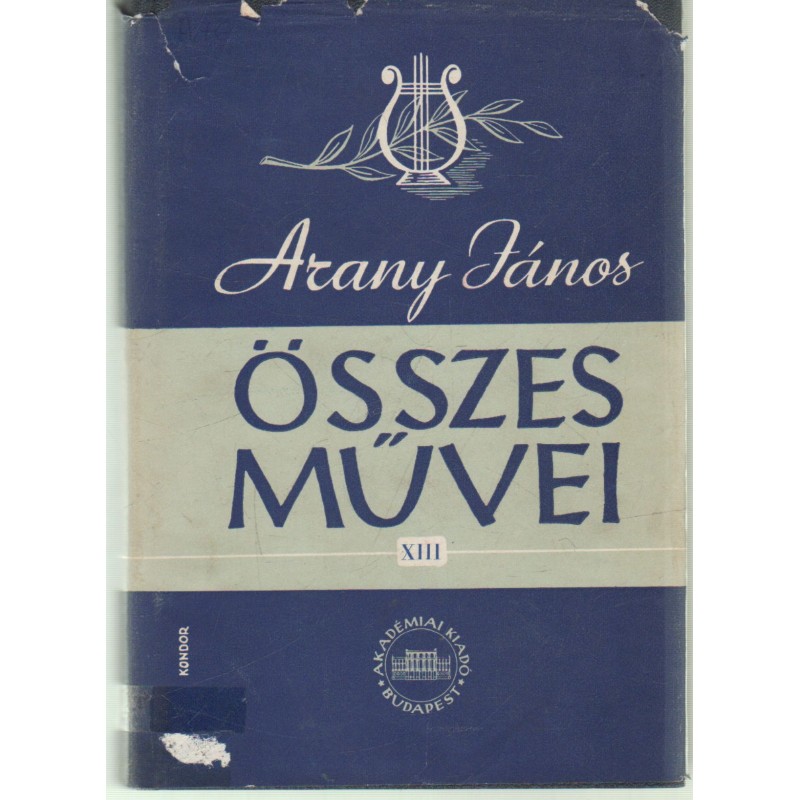 Arany János
ÖSSZES
MŰVEI
XIII
KONDOR
AKADÉMIAI KIADÓ
BUDAPEST